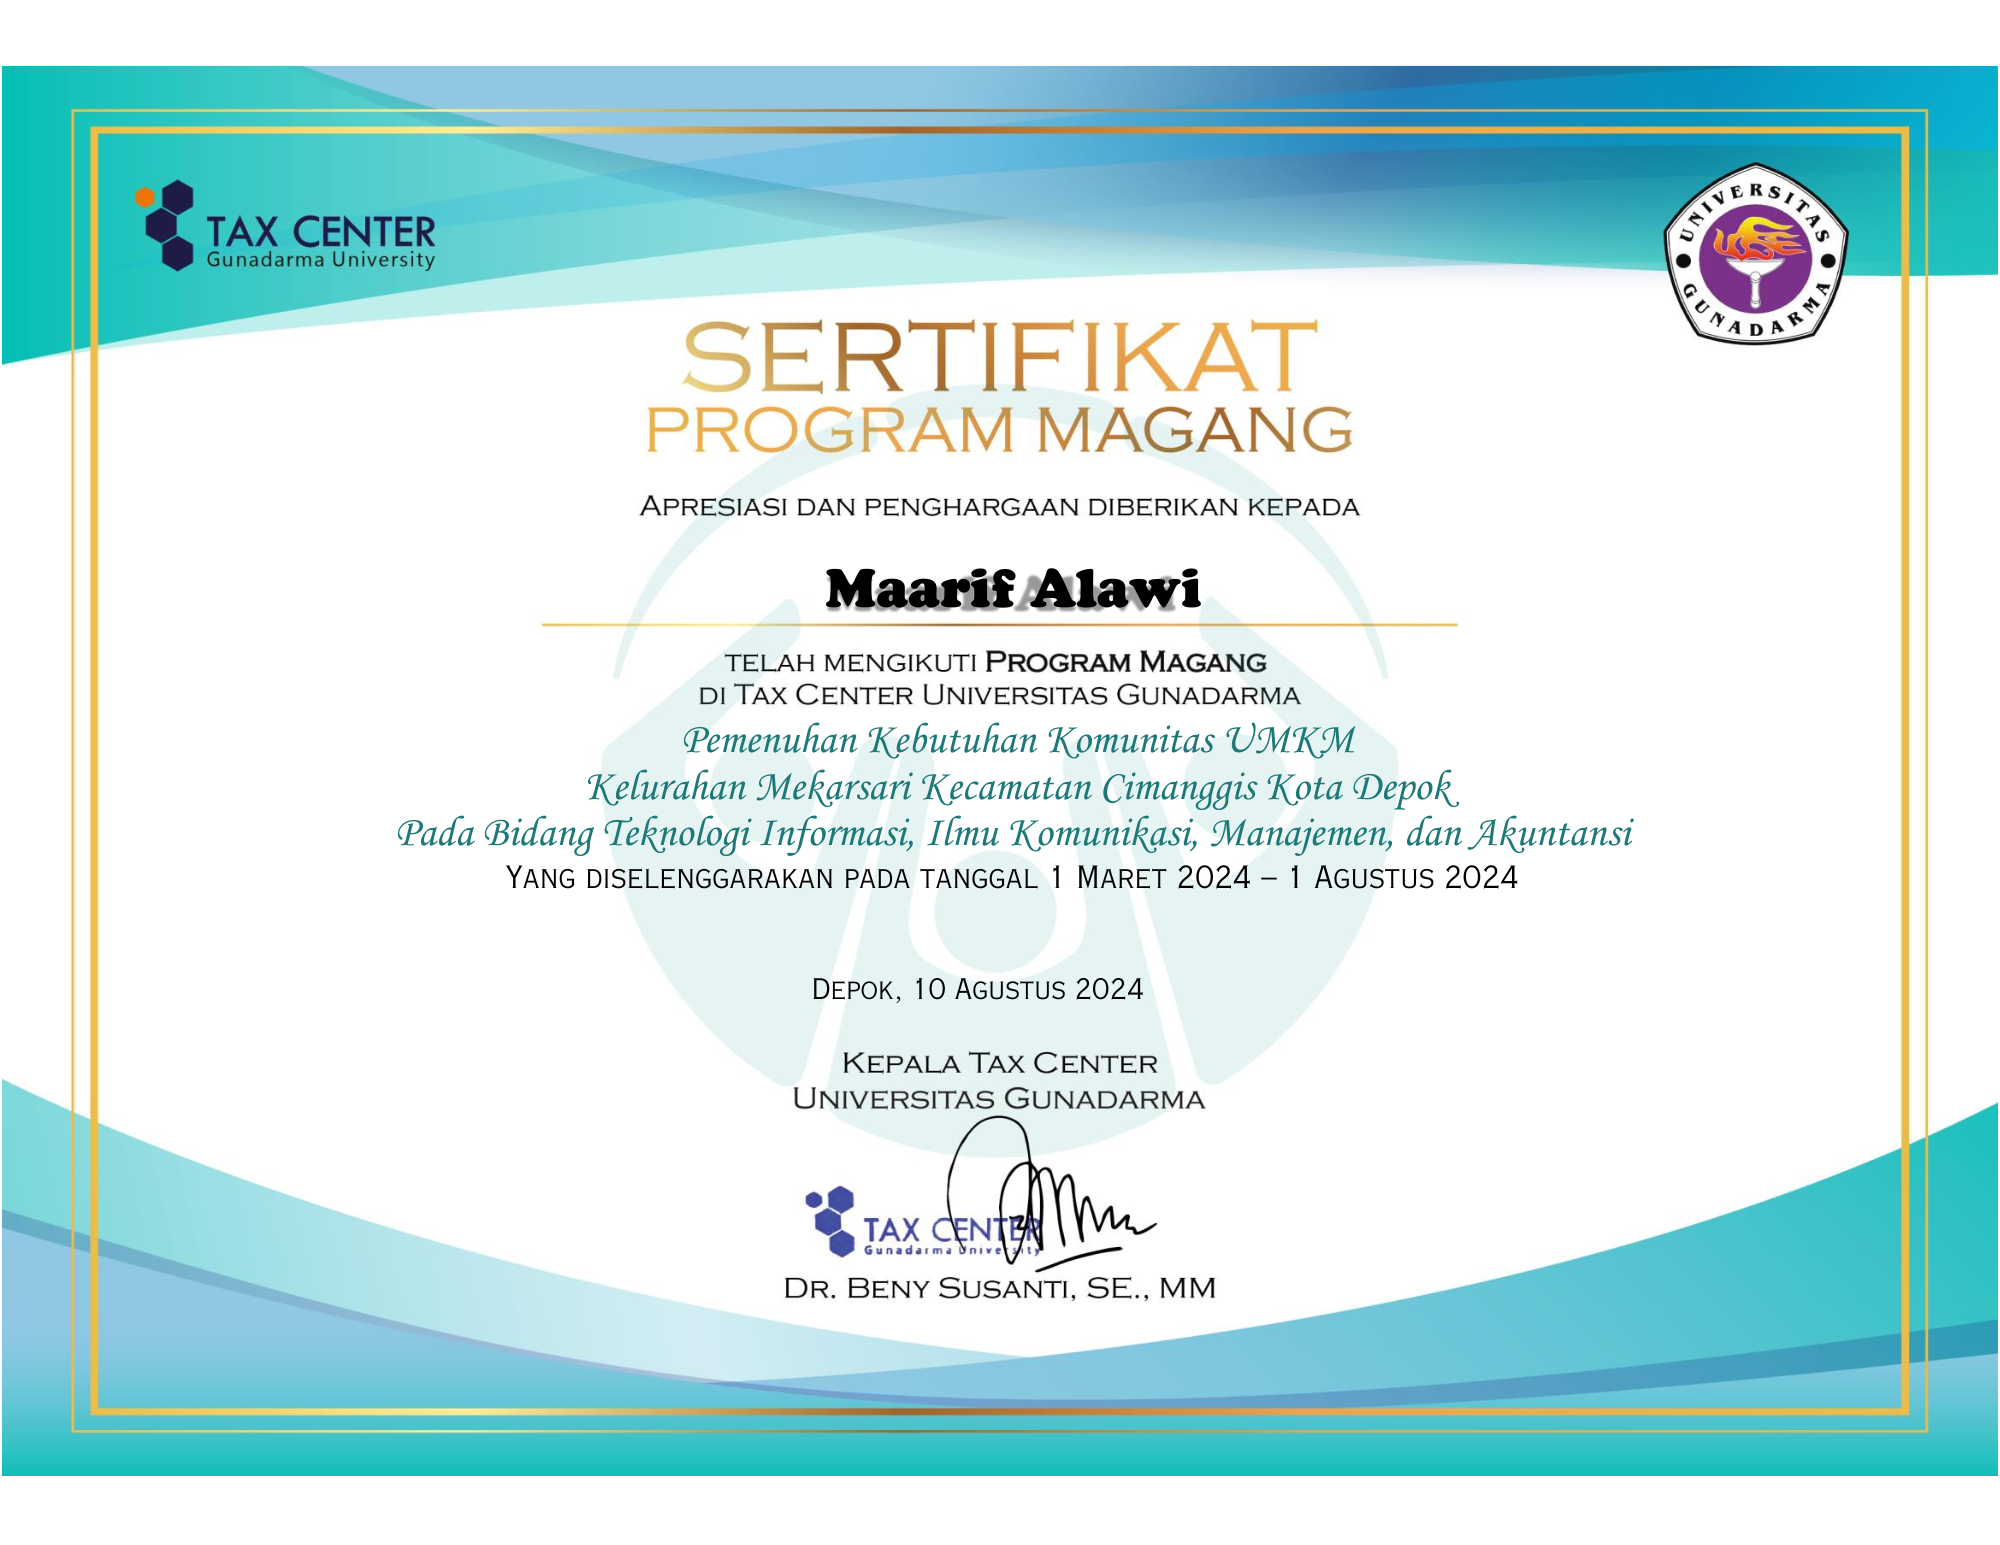 TAX CENTER
Gunadarma University
UNIVERSITAS
GUNADARMA
SERTIFIKAT
PROGRAM MAGANG
APRESIASI DAN PENGHARGAAN DIBERIKAN KEPADA
Maarif Alawi
TELAH MENGIKUTI PROGRAM MAGANG
DI TAX CENTER UNIVERSITAS GUNADARMA
Pemenuhan Kebutuhan Komunitas UMKM
Kelurahan Mekarsari Kecamatan Cimanggis Kota Depok
Pada Bidang Teknologi Informasi, Ilmu Komunikasi, Manajemen, dan Akuntansi
YANG DISELENGGARAKAN PADA TANGGAL 1 MARET 2024 – 1 AGUSTUS 2024
DEPOK, 10 AGUSTUS 2024
KEPALA TAX CENTER
UNIVERSITAS GUNADARMA
TAX CENTER
Gunadarma University
DR. BENY SUSANTI, SE., MM